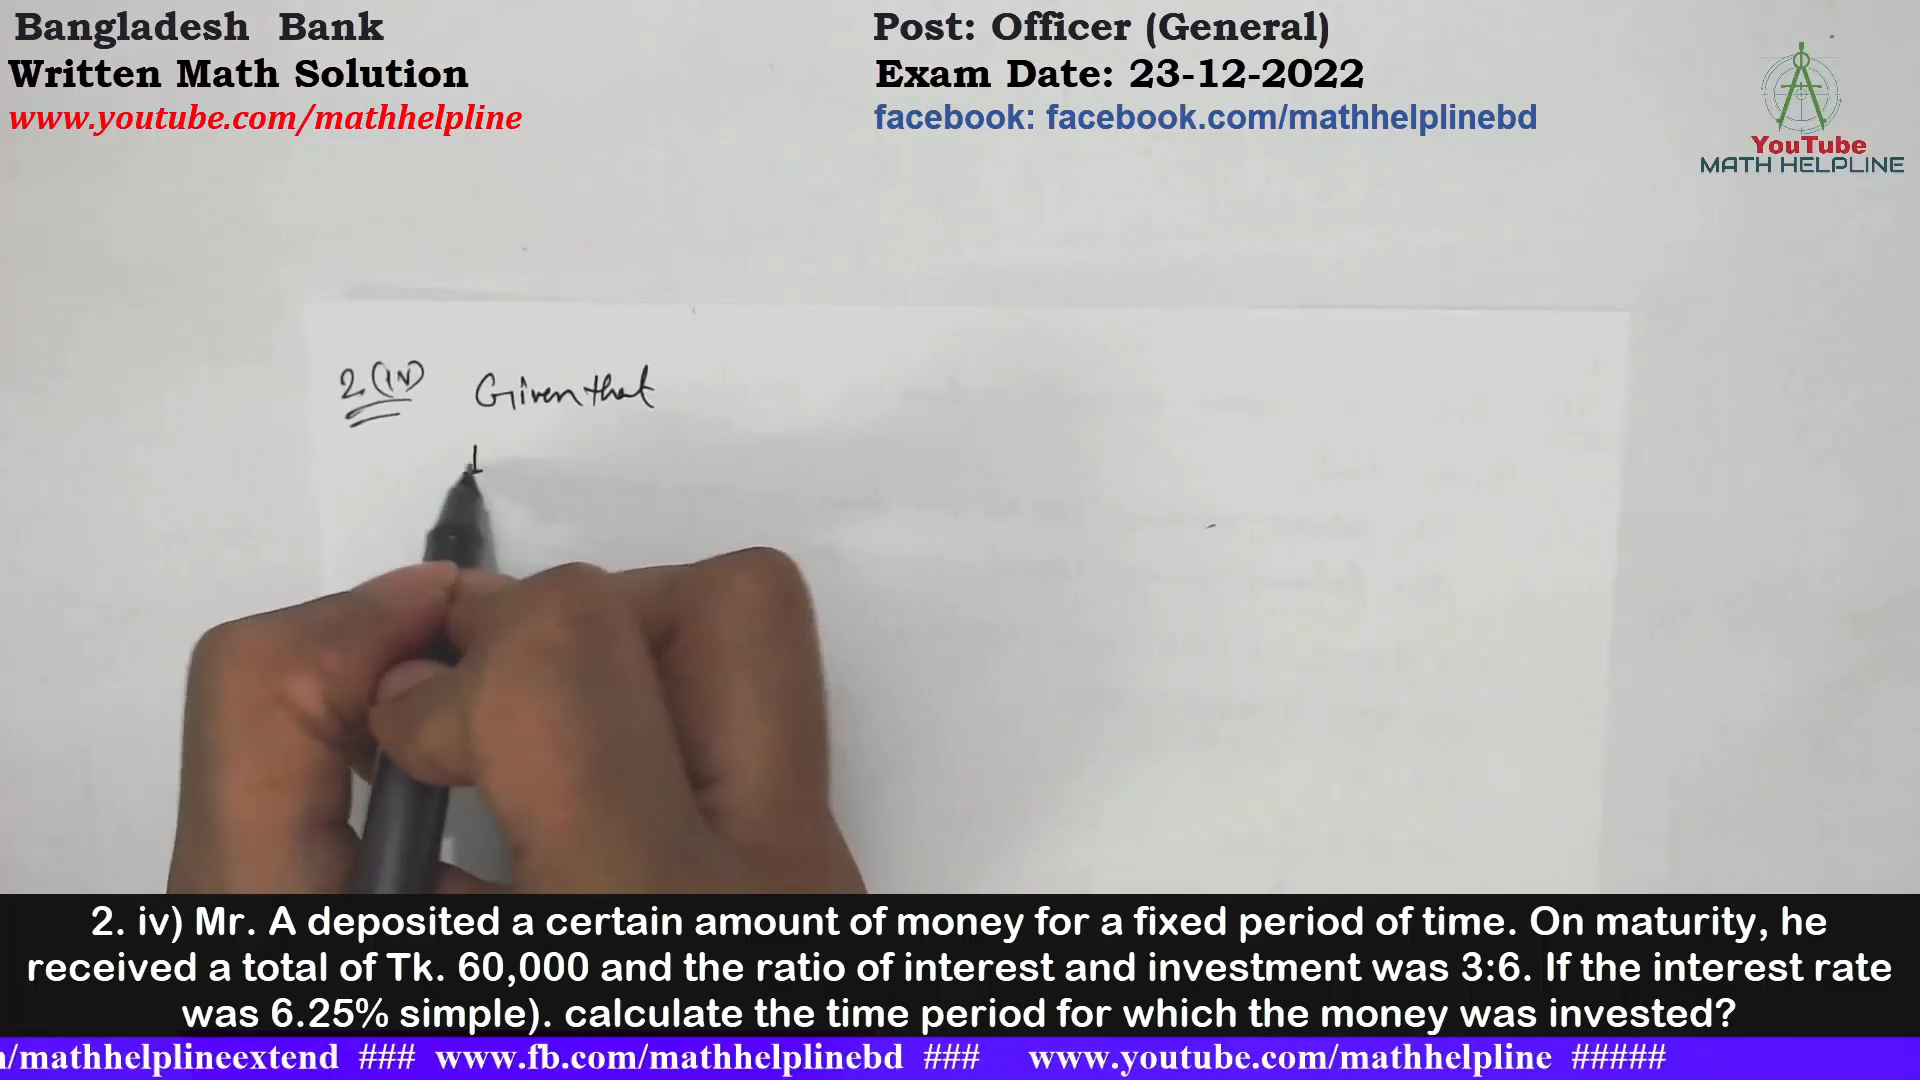 Bangladesh Bank
Written Math Solution
www.youtube.com/mathhelpline
Post: Officer (General)
Exam Date: 23-12-2022
facebook: facebook.com/mathhelplinebd
YouTube
MATH HELPLINE
2 (iv) Given that
2. iv) Mr. A deposited a certain amount of money for a fixed period of time. On maturity, he
received a total of Tk. 60,000 and the ratio of interest and investment was 3:6. If the interest rate
was 6.25% simple). calculate the time period for which the money was invested?
/mathhelplineextend ### www.fb.com/mathhelplinebd ### www.youtube.com/mathhelpline #####